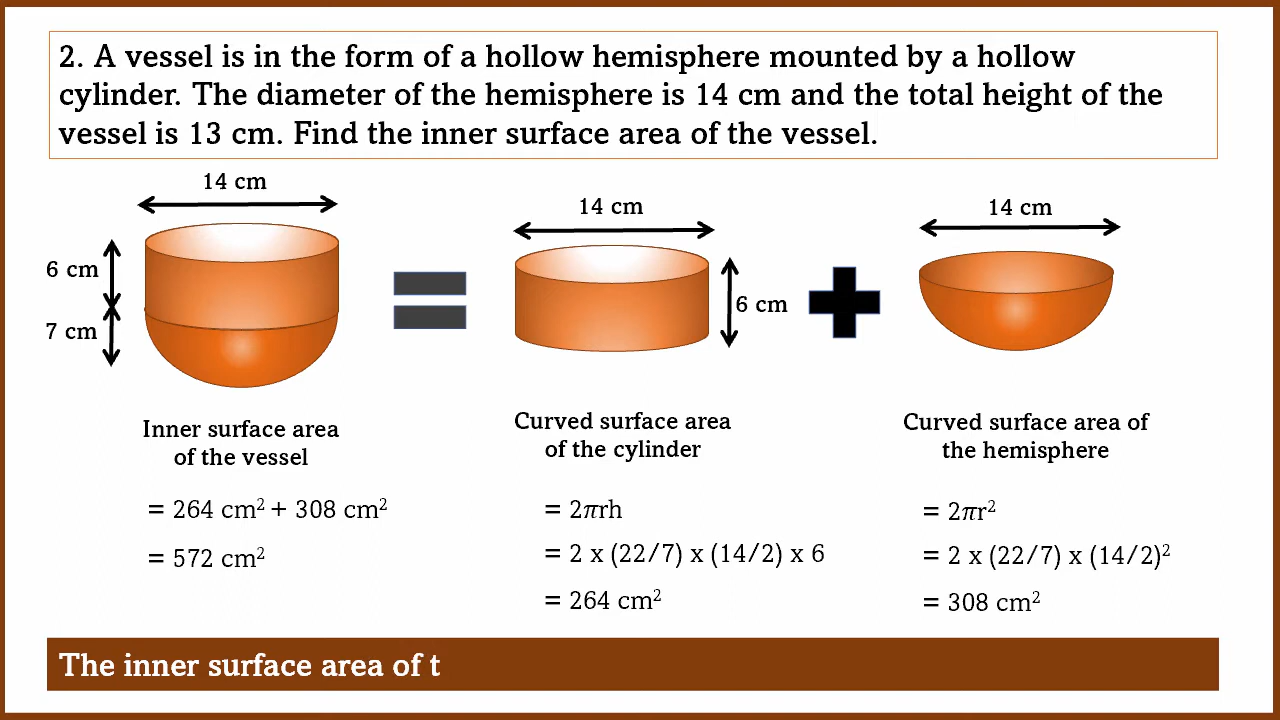 2. A vessel is in the form of a hollow hemisphere mounted by a hollow
cylinder. The diameter of the hemisphere is 14 cm and the total height of the
vessel is 13 cm. Find the inner surface area of the vessel.
14 cm
14 cm
14 cm
6 cm
7 cm
6 cm
Inner surface area
of the vessel
= 264 cm² + 308 cm²
= 572 cm²
Curved surface area
of the cylinder
= 2πrh
= 2 x (22/7) x (14/2) x 6
= 264 cm²
Curved surface area of
the hemisphere
= 2πr²
= 2 x (22/7) x (14/2)²
= 308 cm²
The inner surface area of t